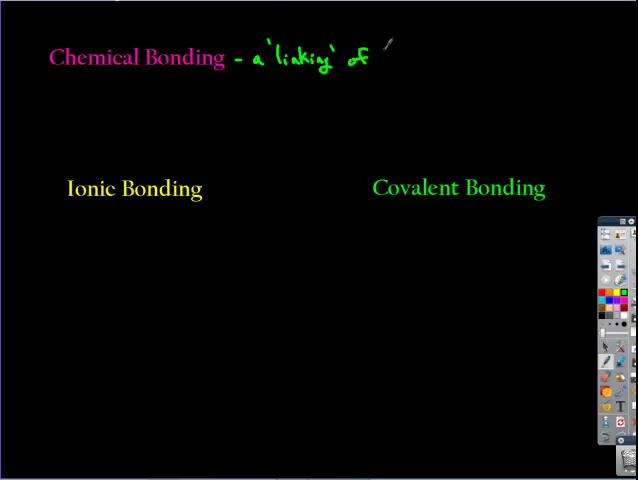 Chemical Bonding - a 'linking' of
Ionic Bonding
Covalent Bonding